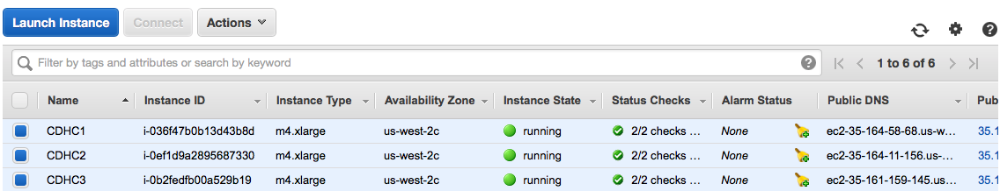 Launch Instance Connect Actions
Filter by tags and attributes or search by keyword 1 to 6 of 6
Name Instance ID Instance Type Availability Zone Instance State Status Checks Alarm Status Public DNS Pub
CDHC1 i-036f47b0b13d43b8d m4.xlarge us-west-2c running 2/2 checks ... None ec2-35-164-58-68.us-w... 35.1
CDHC2 i-0ef1d9a2895687330 m4.xlarge us-west-2c running 2/2 checks ... None ec2-35-164-11-156.us-... 35.1
CDHC3 i-0b2fedfb00a529b19 m4.xlarge us-west-2c running 2/2 checks ... None ec2-35-161-159-145.us... 35.1